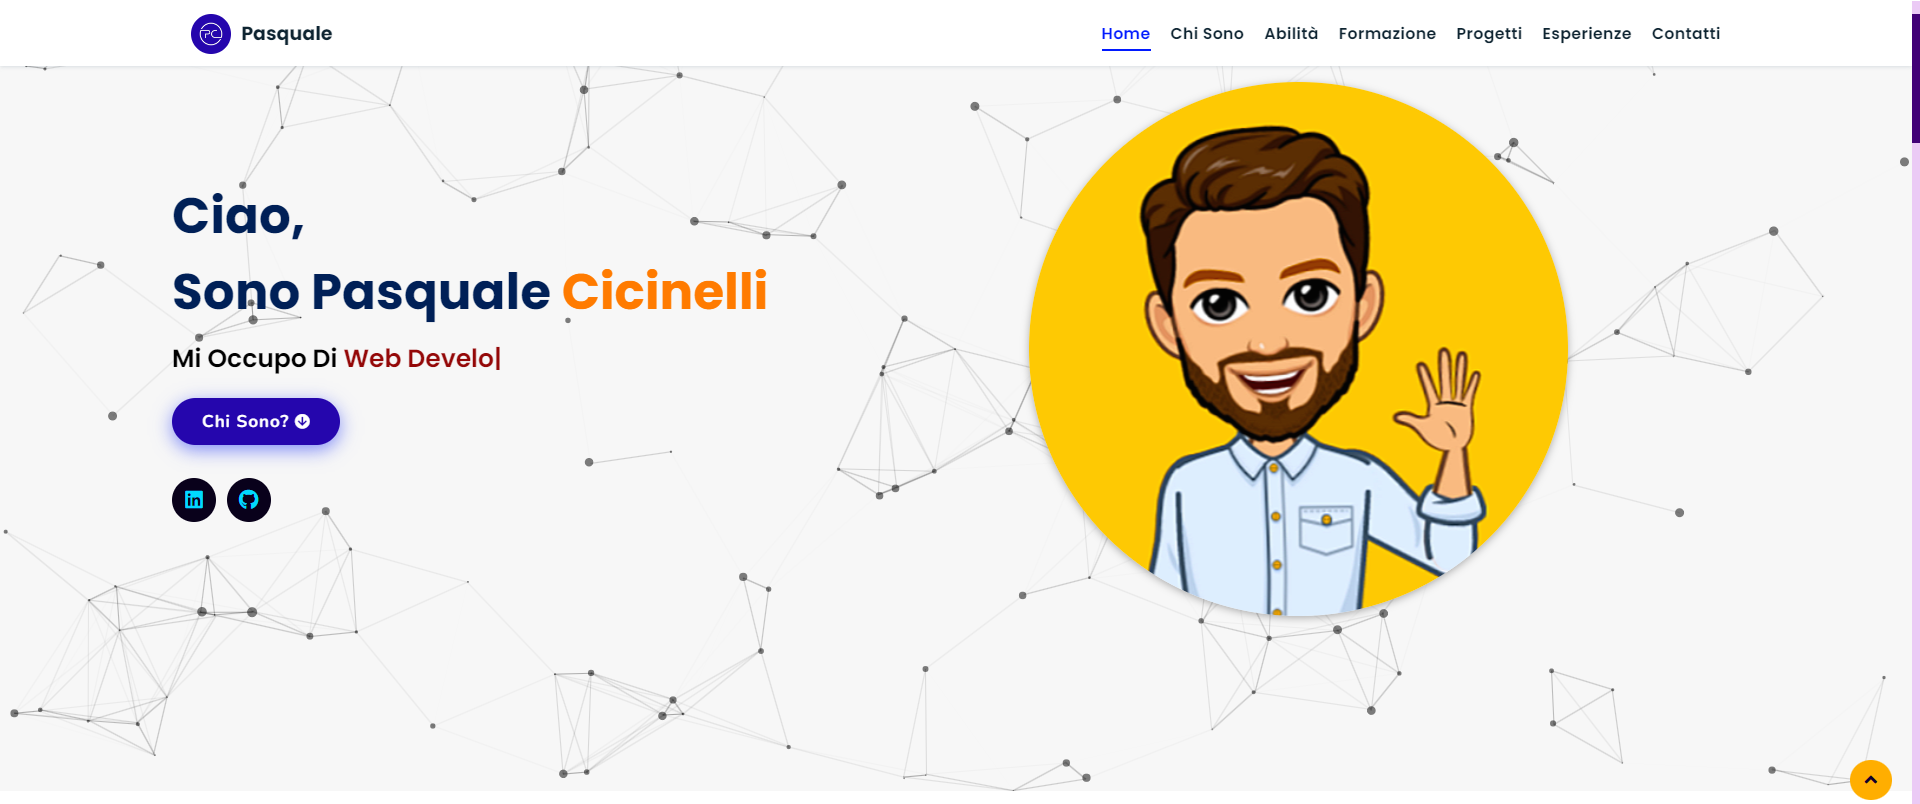 PC Pasquale
Home Chi Sono Abilità Formazione Progetti Esperienze Contatti
Ciao,
Sono Pasquale Cicinelli
Mi Occupo Di Web Develo|
Chi Sono?
in